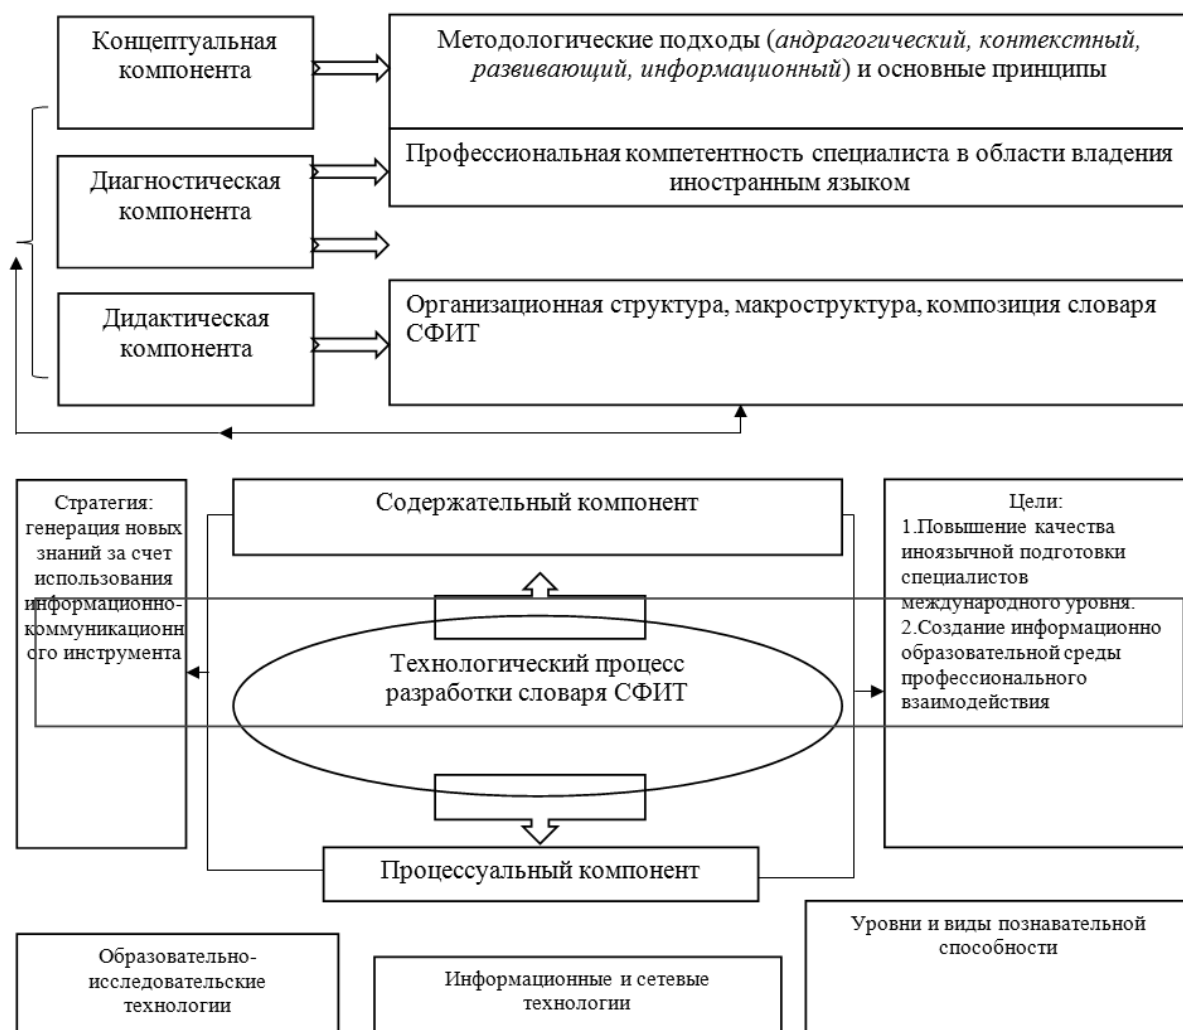 Концептуальная
компонента
Методологические подходы (андрагогический, контекстный,
развивающий, информационный) и основные принципы
Профессиональная компетентность специалиста в области владения
иностранным языком
Диагностическая
компонента
Дидактическая
компонента
Организационная структура, макроструктура, композиция словаря
СФИТ
Стратегия:
генерация новых
знаний за счет
использования
информационно-
коммуникационн
ого инструмента
Содержательный компонент
Технологический процесс
разработки словаря СФИТ
Процессуальный компонент
Цели:
1.Повышение качества
иноязычной подготовки
специалистов
международного уровня.
2.Создание информационно
образовательной среды
профессионального
взаимодействия
Образовательно-
исследовательские
технологии
Информационные и сетевые
технологии
Уровни и виды познавательной
способности